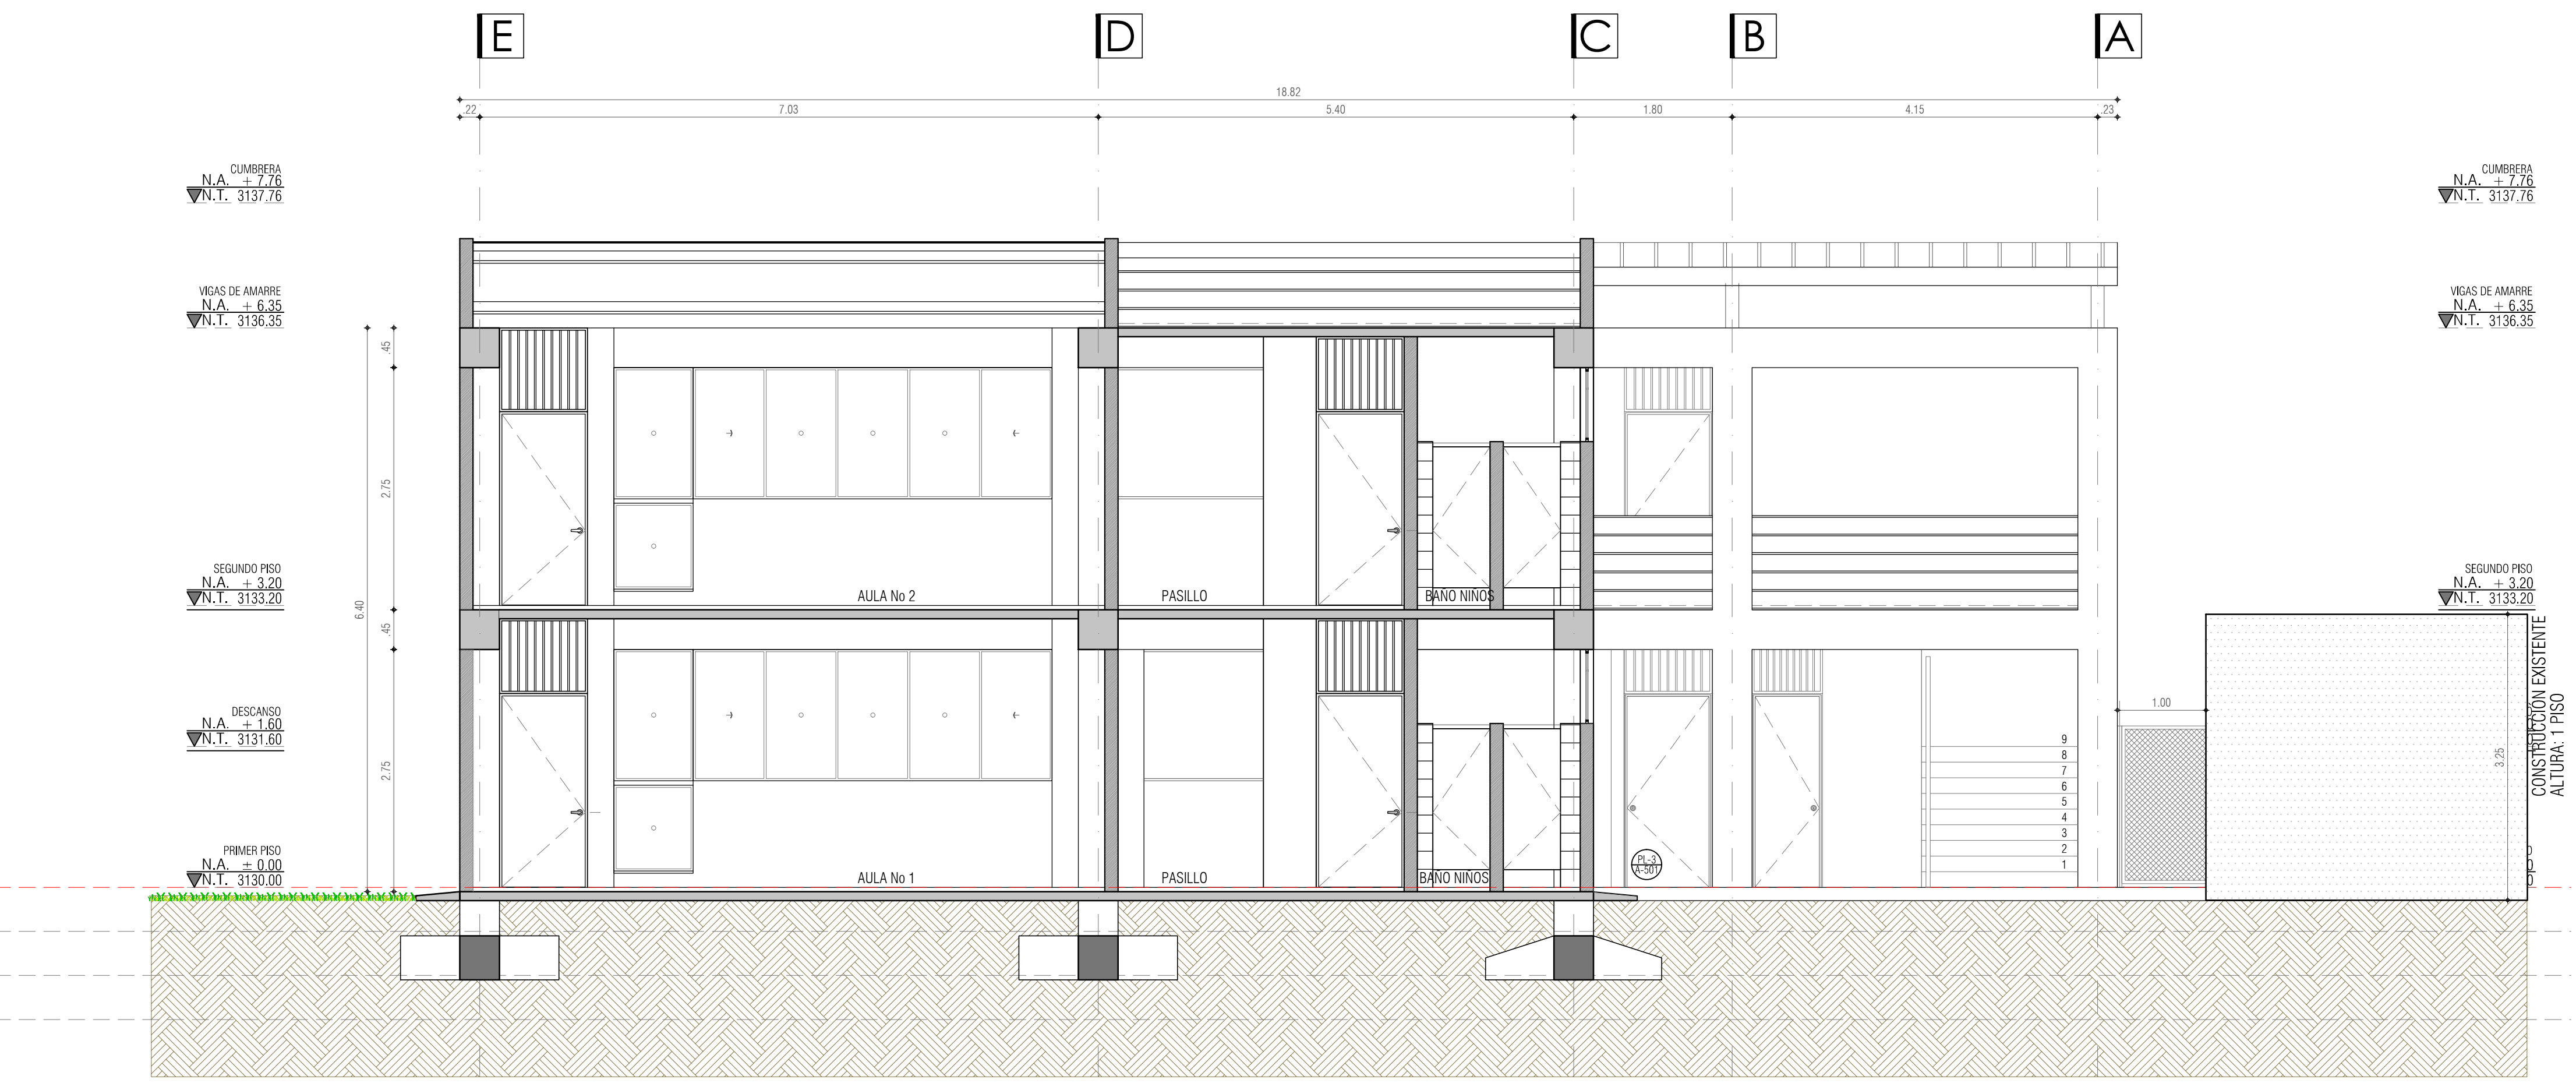 E
D
C
B
A
18.82
.22
7.03
5.40
1.80
4.15
.23
CUMBRERA
N.A. + 7.76
N.T. 3137.76
CUMBRERA
N.A. + 7.76
N.T. 3137.76
VIGAS DE AMARRE
N.A. + 6.35
N.T. 3136.35
VIGAS DE AMARRE
N.A. + 6.35
N.T. 3136.35
.45
2.75
6.40
.45
2.75
SEGUNDO PISO
N.A. + 3.20
N.T. 3133.20
AULA No 2
PASILLO
BAÑO NIÑOS
SEGUNDO PISO
N.A. + 3.20
N.T. 3133.20
DESCANSO
N.A. + 1.60
N.T. 3131.60
1.00
3.25
CONSTRUCCIÓN EXISTENTE
ALTURA: 1 PISO
9
8
7
6
5
4
3
2
1
PL-3
A-501
PRIMER PISO
N.A. ± 0.00
N.T. 3130.00
AULA No 1
PASILLO
BAÑO NIÑOS